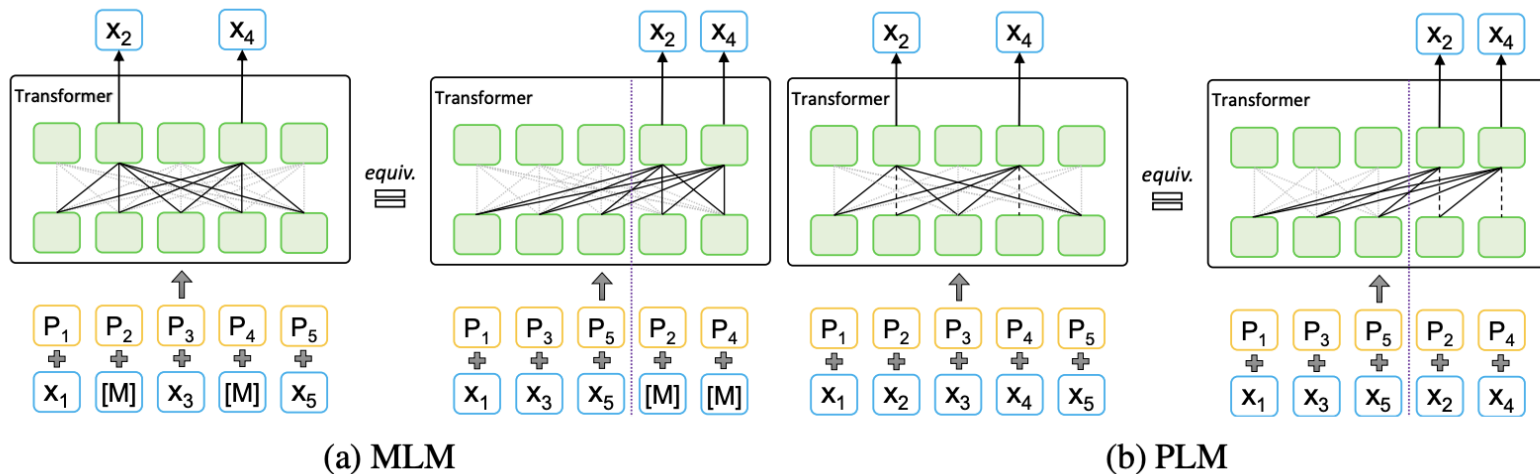 x₂ x₄ x₂ x₄ x₂ x₄ x₂ x₄
Transformer Transformer Transformer Transformer
equiv. equiv.
P₁ P₂ P₃ P₄ P₅ P₁ P₃ P₅ P₂ P₄ P₁ P₂ P₃ P₄ P₅ P₁ P₃ P₅ P₂ P₄
x₁ [M] x₃ [M] x₅ x₁ x₃ x₅ [M] [M] x₁ x₂ x₃ x₄ x₅ x₁ x₃ x₅ x₂ x₄
(a) MLM (b) PLM